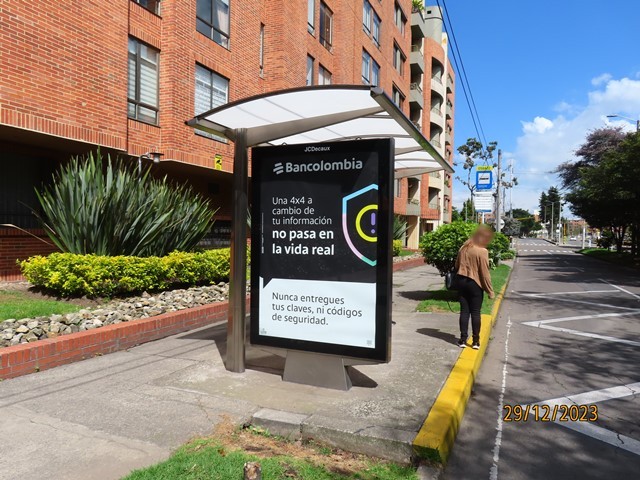 JCDecaux
Bancolombia
Una 4x4 a
cambio de
tu información
no pasa en
la vida real
Nunca entregues
tus claves, ni códigos
de seguridad.
29/12/2023